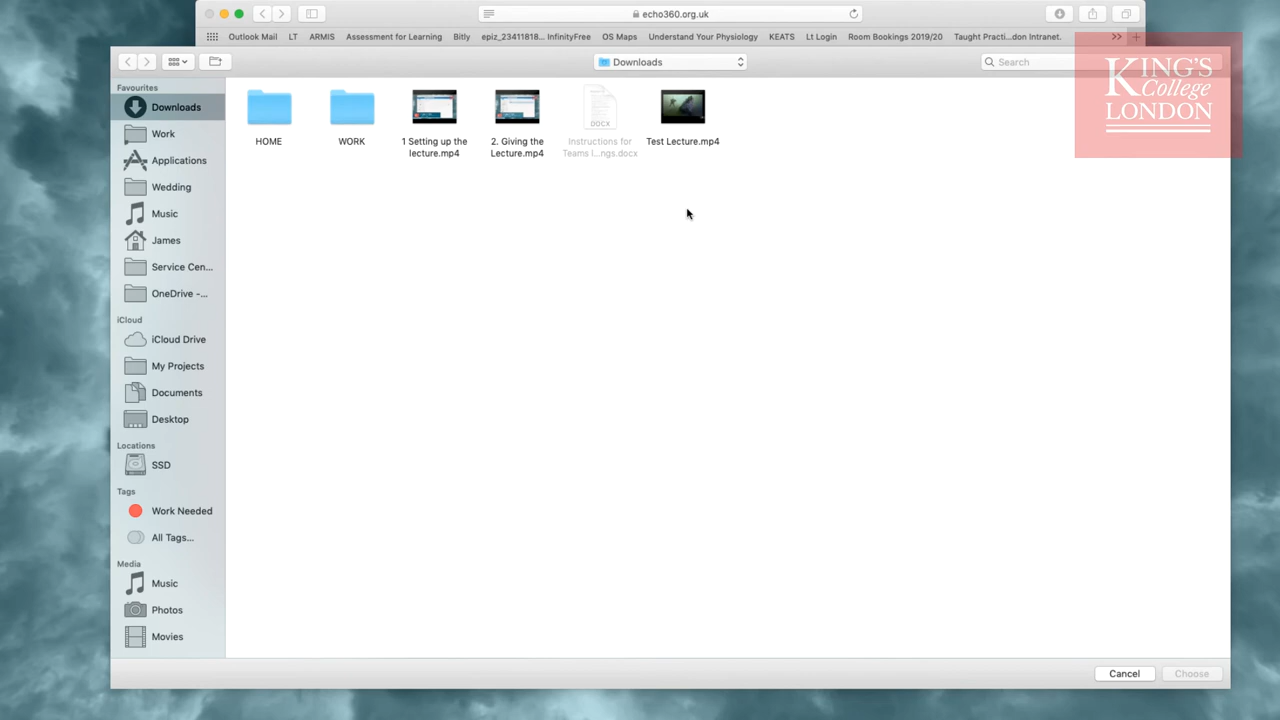 echo360.org.uk
Outlook Mail LT ARMIS Assessment for Learning Bitly epiz_23411818... InfinityFree OS Maps Understand Your Physiology KEATS Lt Login Room Bookings 2019/20 Taught Practi...don Intranet. >>
Downloads
Search
KING'S
College
LONDON
Favourites
Downloads
Work
Applications
Wedding
Music
James
Service Cen...
OneDrive -...
iCloud
iCloud Drive
My Projects
Documents
Desktop
Locations
SSD
Tags
Work Needed
All Tags...
Media
Music
Photos
Movies
HOME
WORK
1 Setting up the
lecture.mp4
2. Giving the
Lecture.mp4
DOCX
Instructions for
Teams l...ngs.docx
Test Lecture.mp4
Cancel
Choose